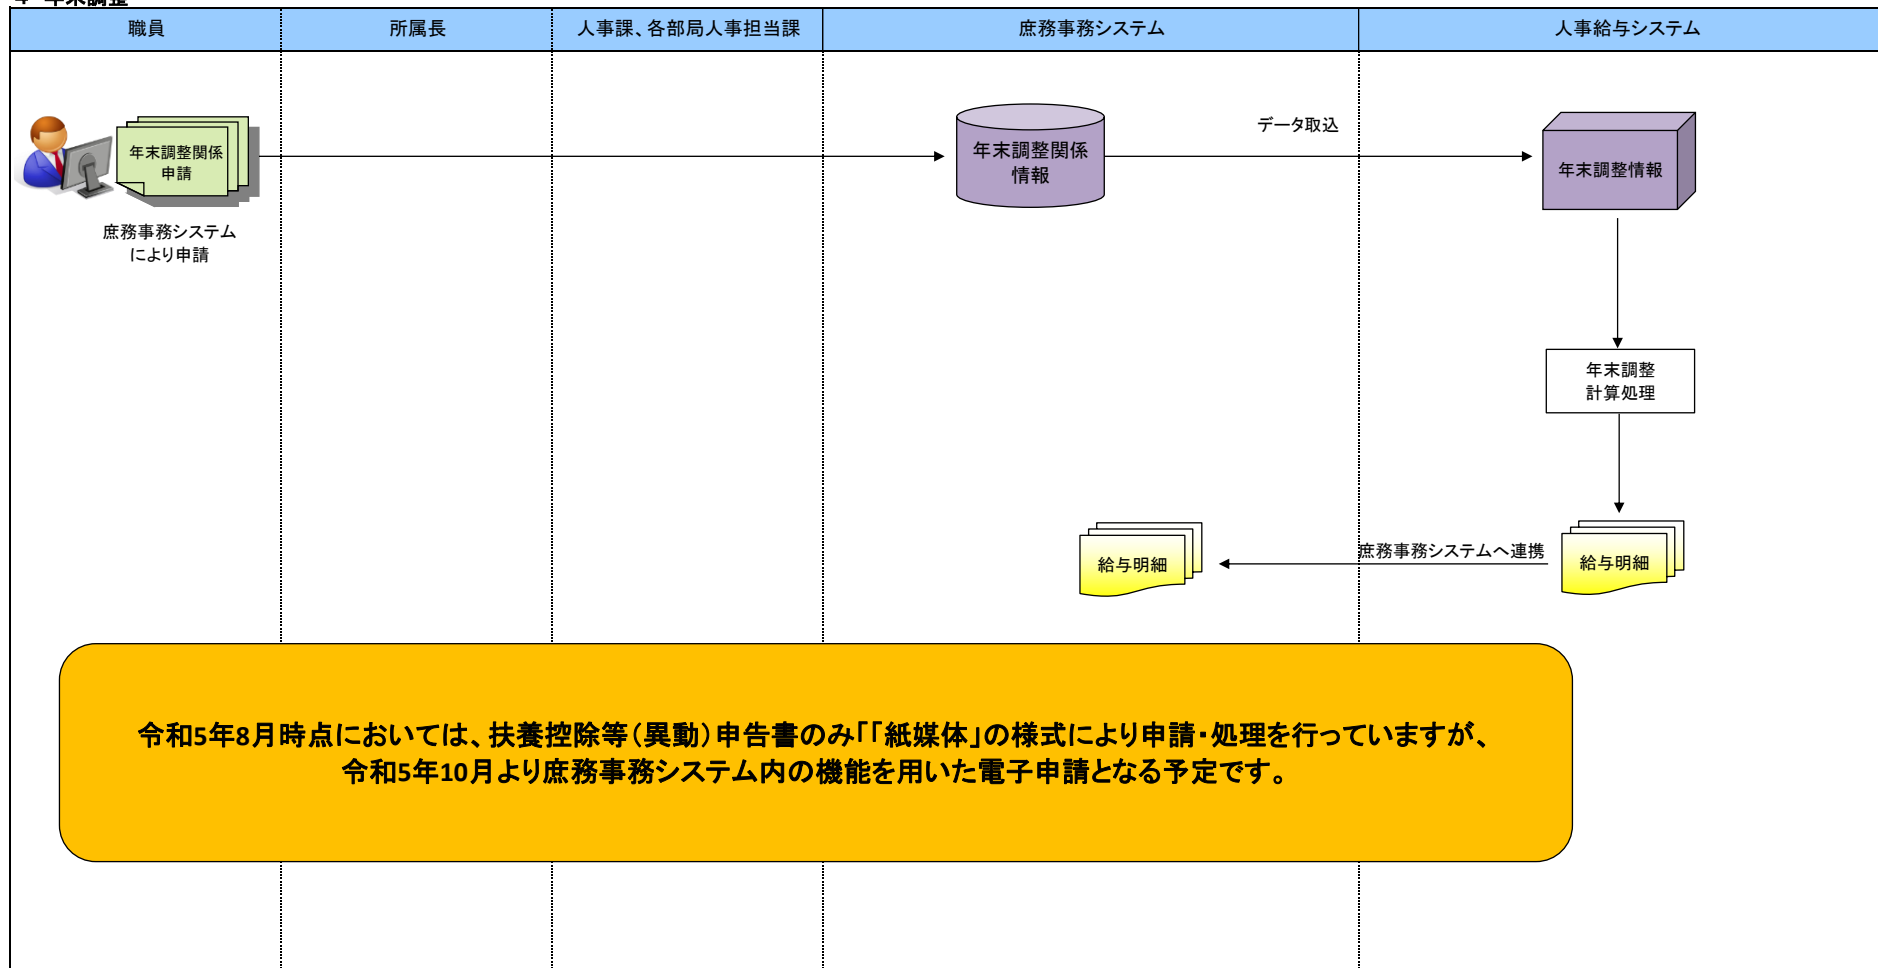 4 年末調整
職員
所属長
人事課、各部局人事担当課
庶務事務システム
人事給与システム
年末調整関係
申請
庶務事務システム
により申請
年末調整関係
情報
データ取込
年末調整情報
年末調整
計算処理
給与明細
庶務事務システムへ連携
給与明細
令和5年8月時点においては、扶養控除等（異動）申告書のみ「「紙媒体」の様式により申請・処理を行っていますが、
令和5年10月より庶務事務システム内の機能を用いた電子申請となる予定です。